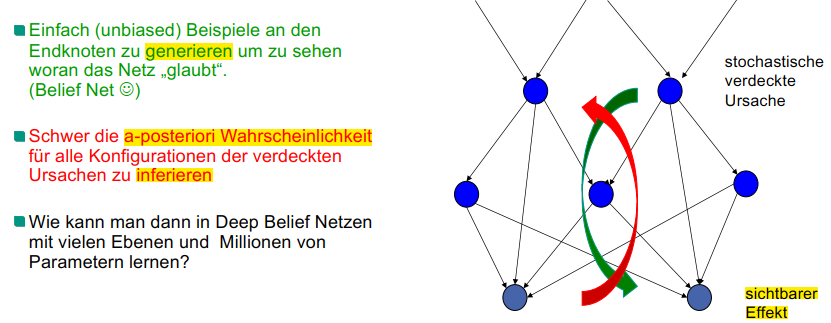 Einfach (unbiased) Beispiele an den
Endknoten zu generieren um zu sehen
woran das Netz „glaubt“.
(Belief Net ☺)
Schwer die a-posteriori Wahrscheinlichkeit
für alle Konfigurationen der verdeckten
Ursachen zu inferieren
Wie kann man dann in Deep Belief Netzen
mit vielen Ebenen und Millionen von
Parametern lernen?
stochastische
verdeckte
Ursache
sichtbarer
Effekt